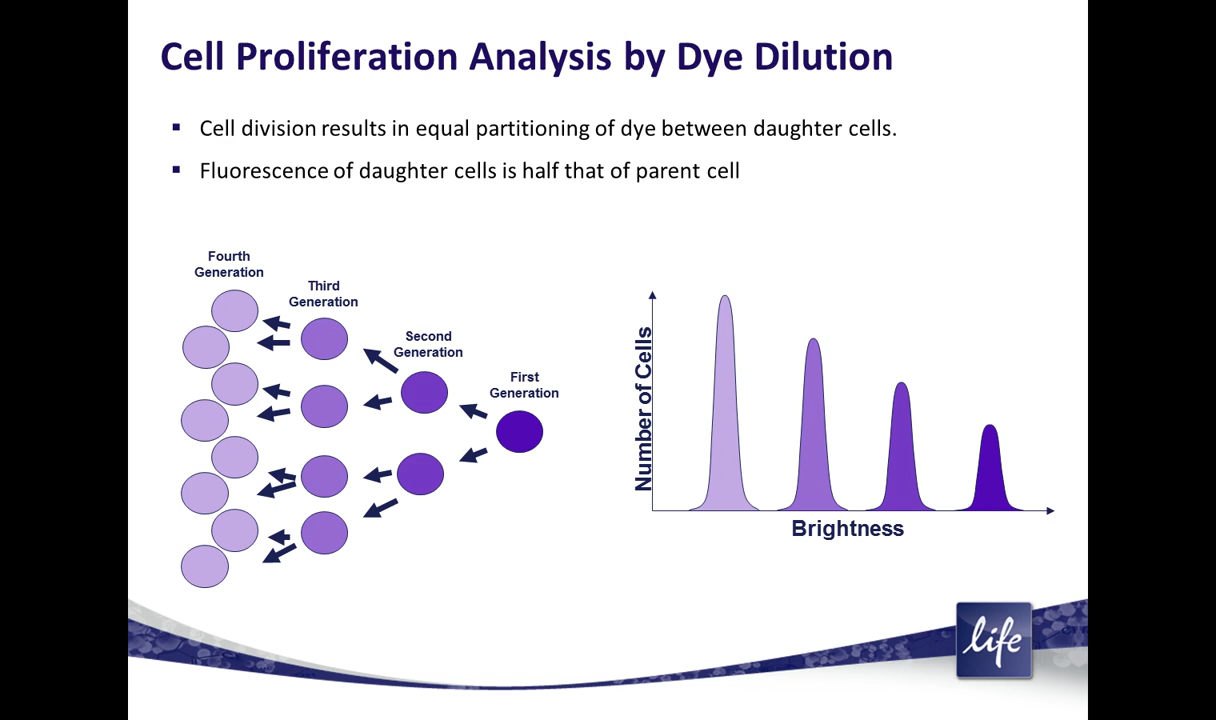 Cell Proliferation Analysis by Dye Dilution
▪ Cell division results in equal partitioning of dye between daughter cells.
▪ Fluorescence of daughter cells is half that of parent cell
Fourth
Generation
Third
Generation
Second
Generation
First
Generation
Number of Cells
Brightness
life